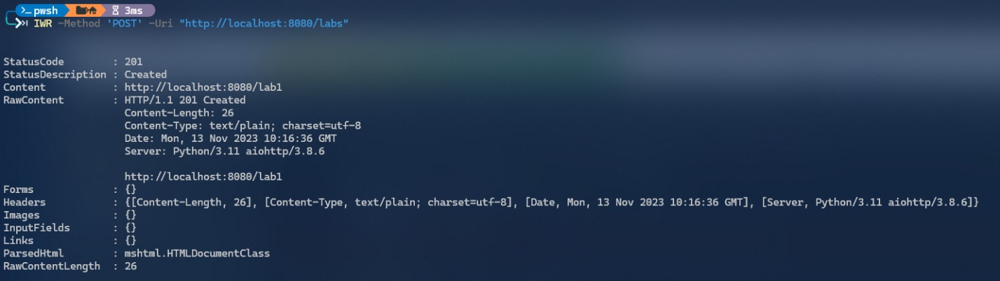 pwsh 3ms
IWR -Method 'POST' -Uri "http://localhost:8080/labs"
StatusCode : 201
StatusDescription : Created
Content : http://localhost:8080/lab1
RawContent : HTTP/1.1 201 Created
Content-Length: 26
Content-Type: text/plain; charset=utf-8
Date: Mon, 13 Nov 2023 10:16:36 GMT
Server: Python/3.11 aiohttp/3.8.6
http://localhost:8080/lab1
Forms : {}
Headers : {[Content-Length, 26], [Content-Type, text/plain; charset=utf-8], [Date, Mon, 13 Nov 2023 10:16:36 GMT], [Server, Python/3.11 aiohttp/3.8.6]}
Images : {}
InputFields : {}
Links : {}
ParsedHtml : mshtml.HTMLDocumentClass
RawContentLength : 26